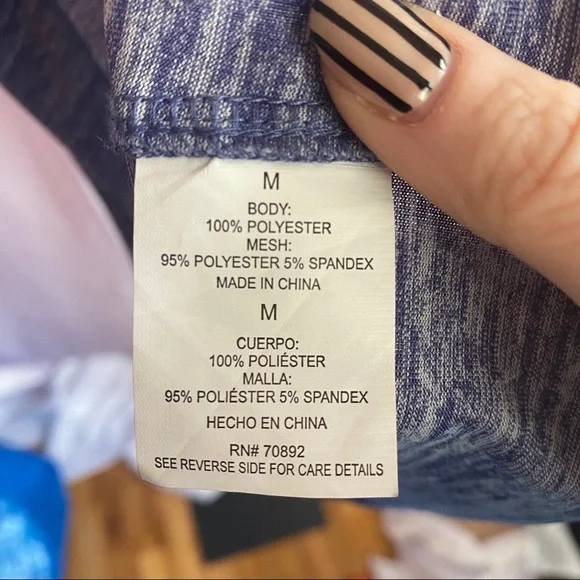 M
BODY:
100% POLYESTER
MESH:
95% POLYESTER 5% SPANDEX
MADE IN CHINA
M
CUERPO:
100% POLIÉSTER
MALLA:
95% POLIÉSTER 5% SPANDEX
HECHO EN CHINA
RN# 70892
SEE REVERSE SIDE FOR CARE DETAILS